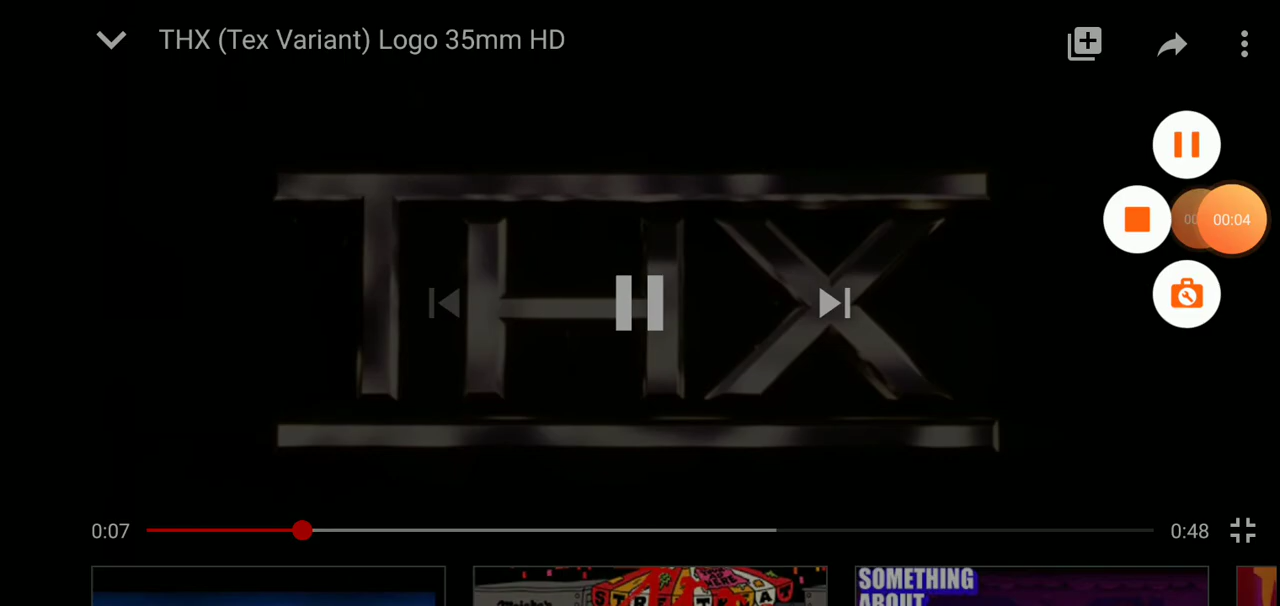 THX (Tex Variant) Logo 35mm HD
THX
00:04
0:07
0:48
SOMETHING
ABOUT